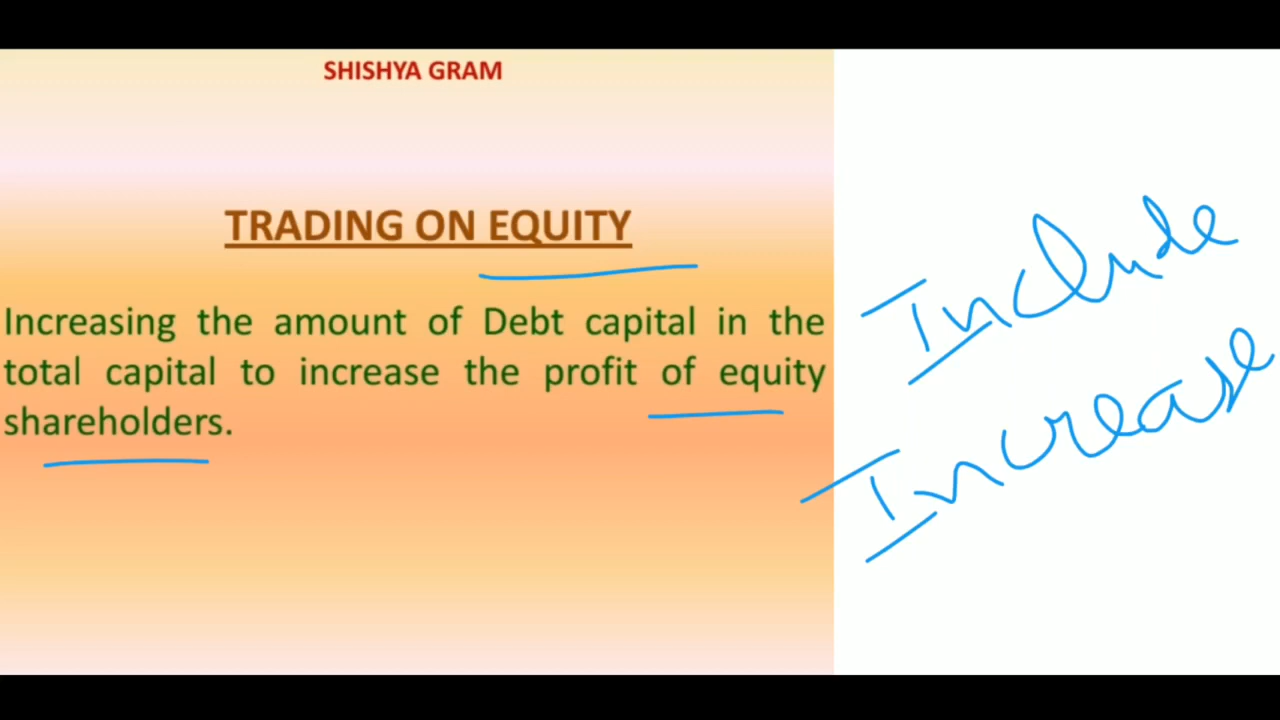 SHISHYA GRAM
TRADING ON EQUITY
Increasing the amount of Debt capital in the
total capital to increase the profit of equity
shareholders.
Include
Increase